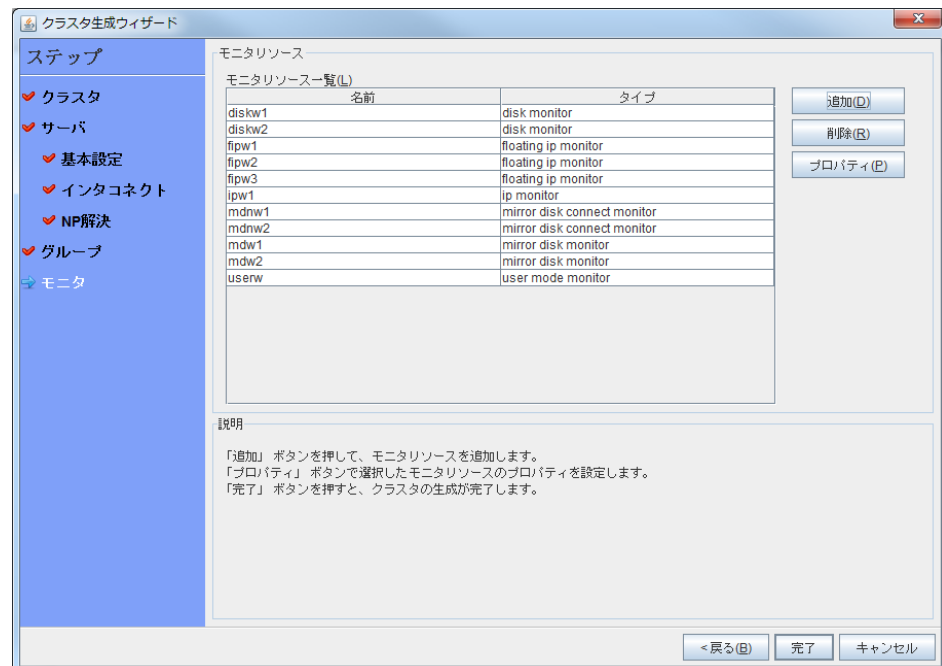 クラスタ生成ウィザード
ステップ
クラスタ
サーバ
基本設定
インタコネクト
NP解決
グループ
モニタ
モニタリソース
モニタリソース一覧(L)
名前 タイプ
diskw1 disk monitor
diskw2 disk monitor
fipw1 floating ip monitor
fipw2 floating ip monitor
fipw3 floating ip monitor
ipw1 ip monitor
mdnw1 mirror disk connect monitor
mdnw2 mirror disk connect monitor
mdw1 mirror disk monitor
mdw2 mirror disk monitor
userw user mode monitor
追加(D)
削除(R)
プロパティ(P)
説明
「追加」 ボタンを押して、モニタリソースを追加します。
「プロパティ」 ボタンで選択したモニタリソースのプロパティを設定します。
「完了」 ボタンを押すと、クラスタの生成が完了します。
<戻る(B) 完了 キャンセル